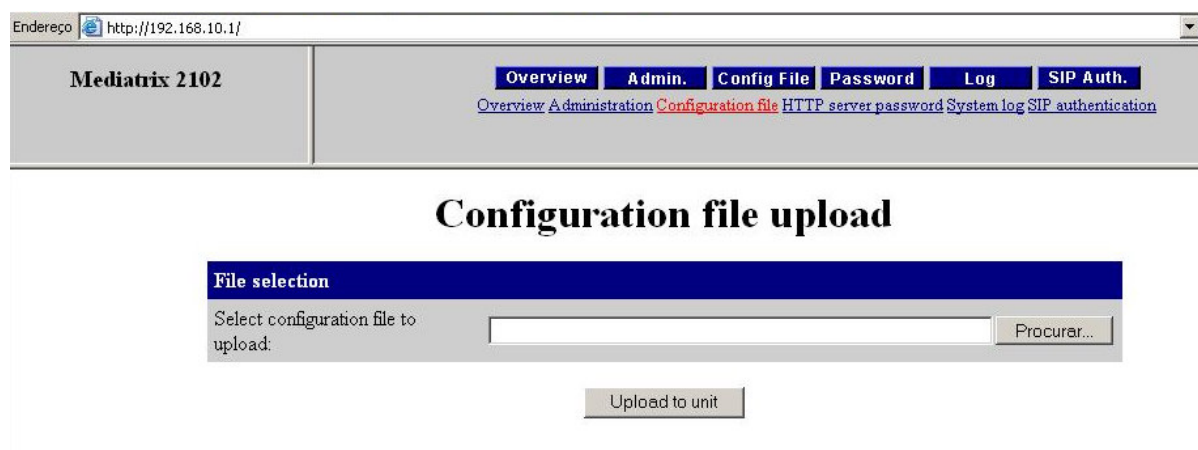 Endereço http://192.168.10.1/
Mediatrix 2102
Overview Admin. Config File Password Log SIP Auth.
Overview Administration Configuration file HTTP server password System log SIP authentication
Configuration file upload
File selection
Select configuration file to
upload:
Procurar...
Upload to unit